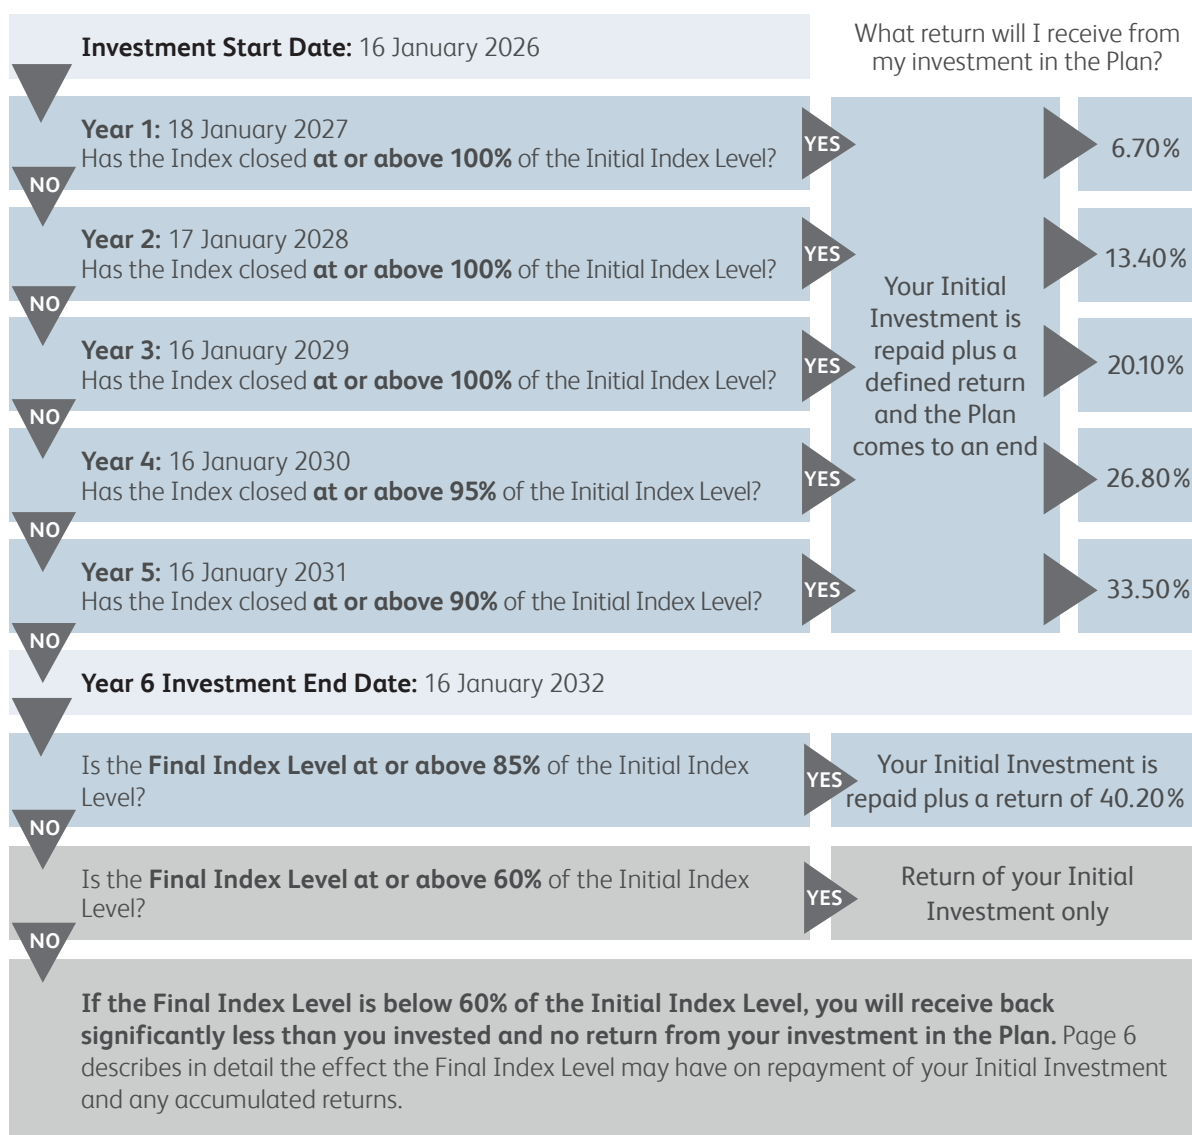 Investment Start Date: 16 January 2026
What return will I receive from
my investment in the Plan?
Year 1: 18 January 2027
Has the Index closed at or above 100% of the Initial Index Level?
YES
6.70%
NO
Year 2: 17 January 2028
Has the Index closed at or above 100% of the Initial Index Level?
YES
13.40%
NO
Year 3: 16 January 2029
Has the Index closed at or above 100% of the Initial Index Level?
YES
20.10%
NO
Year 4: 16 January 2030
Has the Index closed at or above 95% of the Initial Index Level?
YES
26.80%
NO
Year 5: 16 January 2031
Has the Index closed at or above 90% of the Initial Index Level?
YES
33.50%
NO
Your Initial
Investment is
repaid plus a
defined return
and the Plan
comes to an end
Year 6 Investment End Date: 16 January 2032
Is the Final Index Level at or above 85% of the Initial Index
Level?
YES
Your Initial Investment is
repaid plus a return of 40.20%
NO
Is the Final Index Level at or above 60% of the Initial Index
Level?
YES
Return of your Initial
Investment only
NO
If the Final Index Level is below 60% of the Initial Index Level, you will receive back
significantly less than you invested and no return from your investment in the Plan. Page 6
describes in detail the effect the Final Index Level may have on repayment of your Initial Investment
and any accumulated returns.